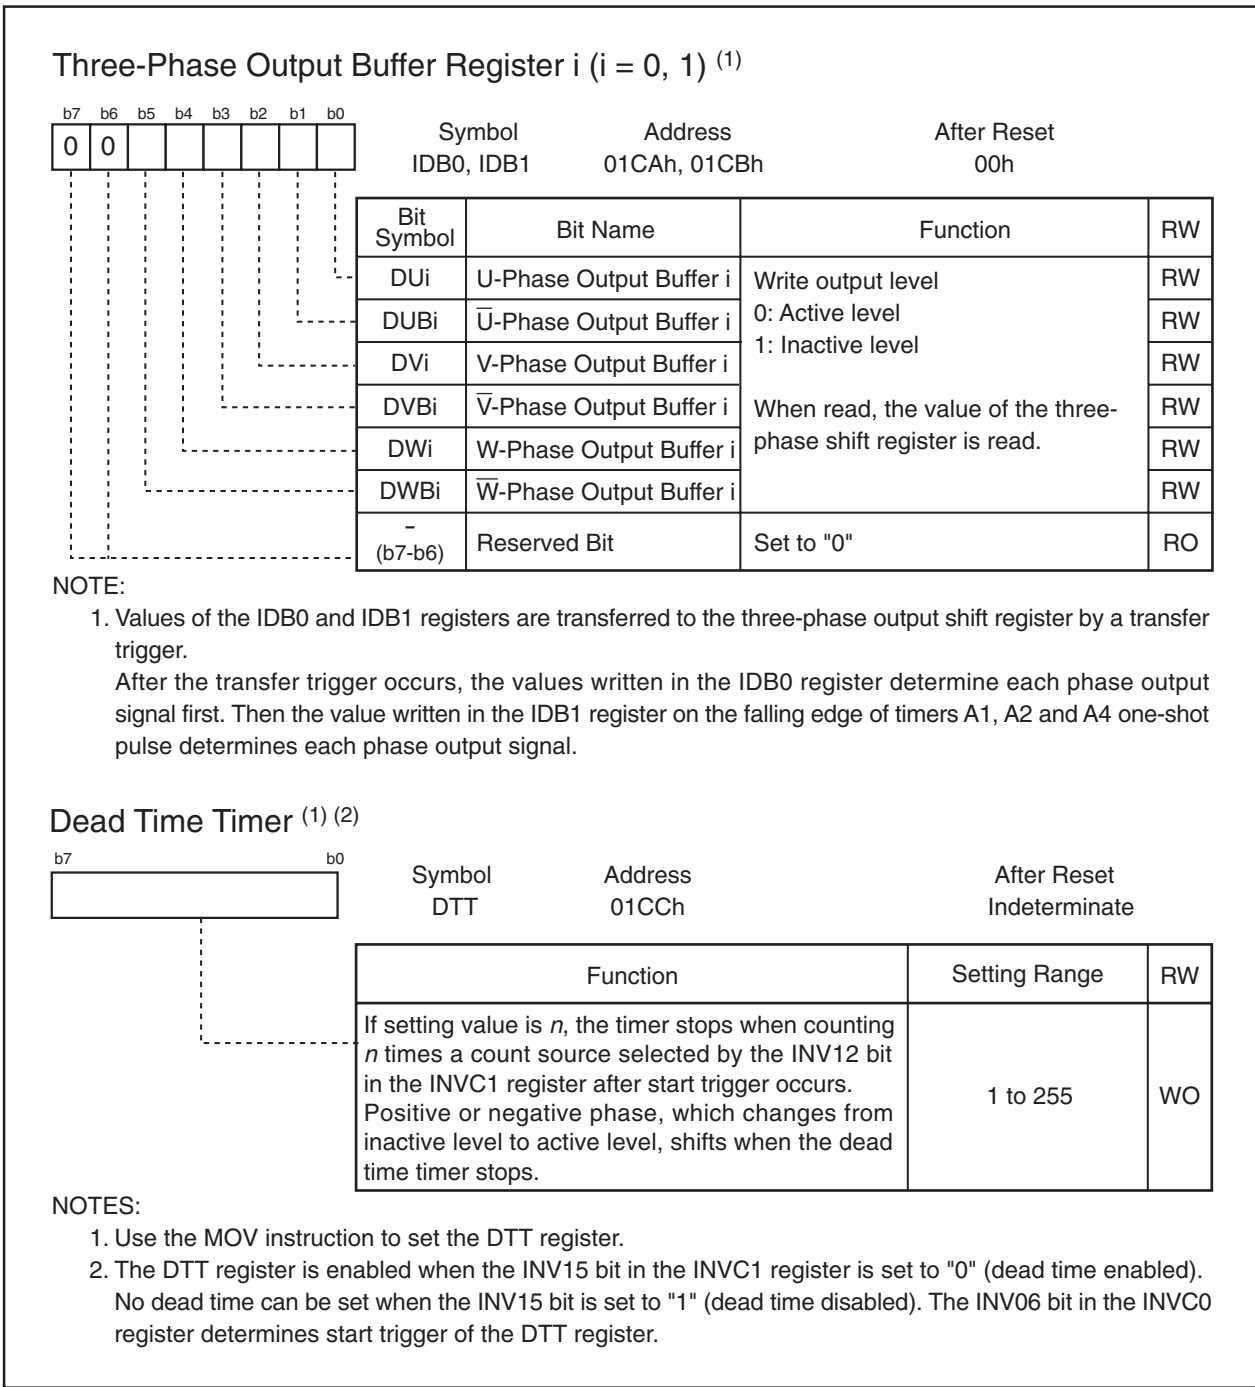 Three-Phase Output Buffer Register i (i = 0, 1) (1)
b7 b6 b5 b4 b3 b2 b1 b0
0 0
Symbol Address After Reset
IDB0, IDB1 01CAh, 01CBh 00h
Bit Symbol Bit Name Function RW
DUi U-Phase Output Buffer i Write output level RW
DUBi U̅-Phase Output Buffer i 0: Active level RW
1: Inactive level
DVi V-Phase Output Buffer i RW
DVBi V̅-Phase Output Buffer i When read, the value of the three- RW
DWi W-Phase Output Buffer i phase shift register is read. RW
DWBi W̅-Phase Output Buffer i RW
-
(b7-b6) Reserved Bit Set to "0" RO
NOTE:
1. Values of the IDB0 and IDB1 registers are transferred to the three-phase output shift register by a transfer
trigger.
After the transfer trigger occurs, the values written in the IDB0 register determine each phase output
signal first. Then the value written in the IDB1 register on the falling edge of timers A1, A2 and A4 one-shot
pulse determines each phase output signal.
Dead Time Timer (1) (2)
b7 b0
Symbol Address After Reset
DTT 01CCh Indeterminate
Function Setting Range RW
If setting value is n, the timer stops when counting
n times a count source selected by the INV12 bit
in the INVC1 register after start trigger occurs.
Positive or negative phase, which changes from
inactive level to active level, shifts when the dead
time timer stops.
1 to 255 WO
NOTES:
1. Use the MOV instruction to set the DTT register.
2. The DTT register is enabled when the INV15 bit in the INVC1 register is set to "0" (dead time enabled).
No dead time can be set when the INV15 bit is set to "1" (dead time disabled). The INV06 bit in the INVC0
register determines start trigger of the DTT register.